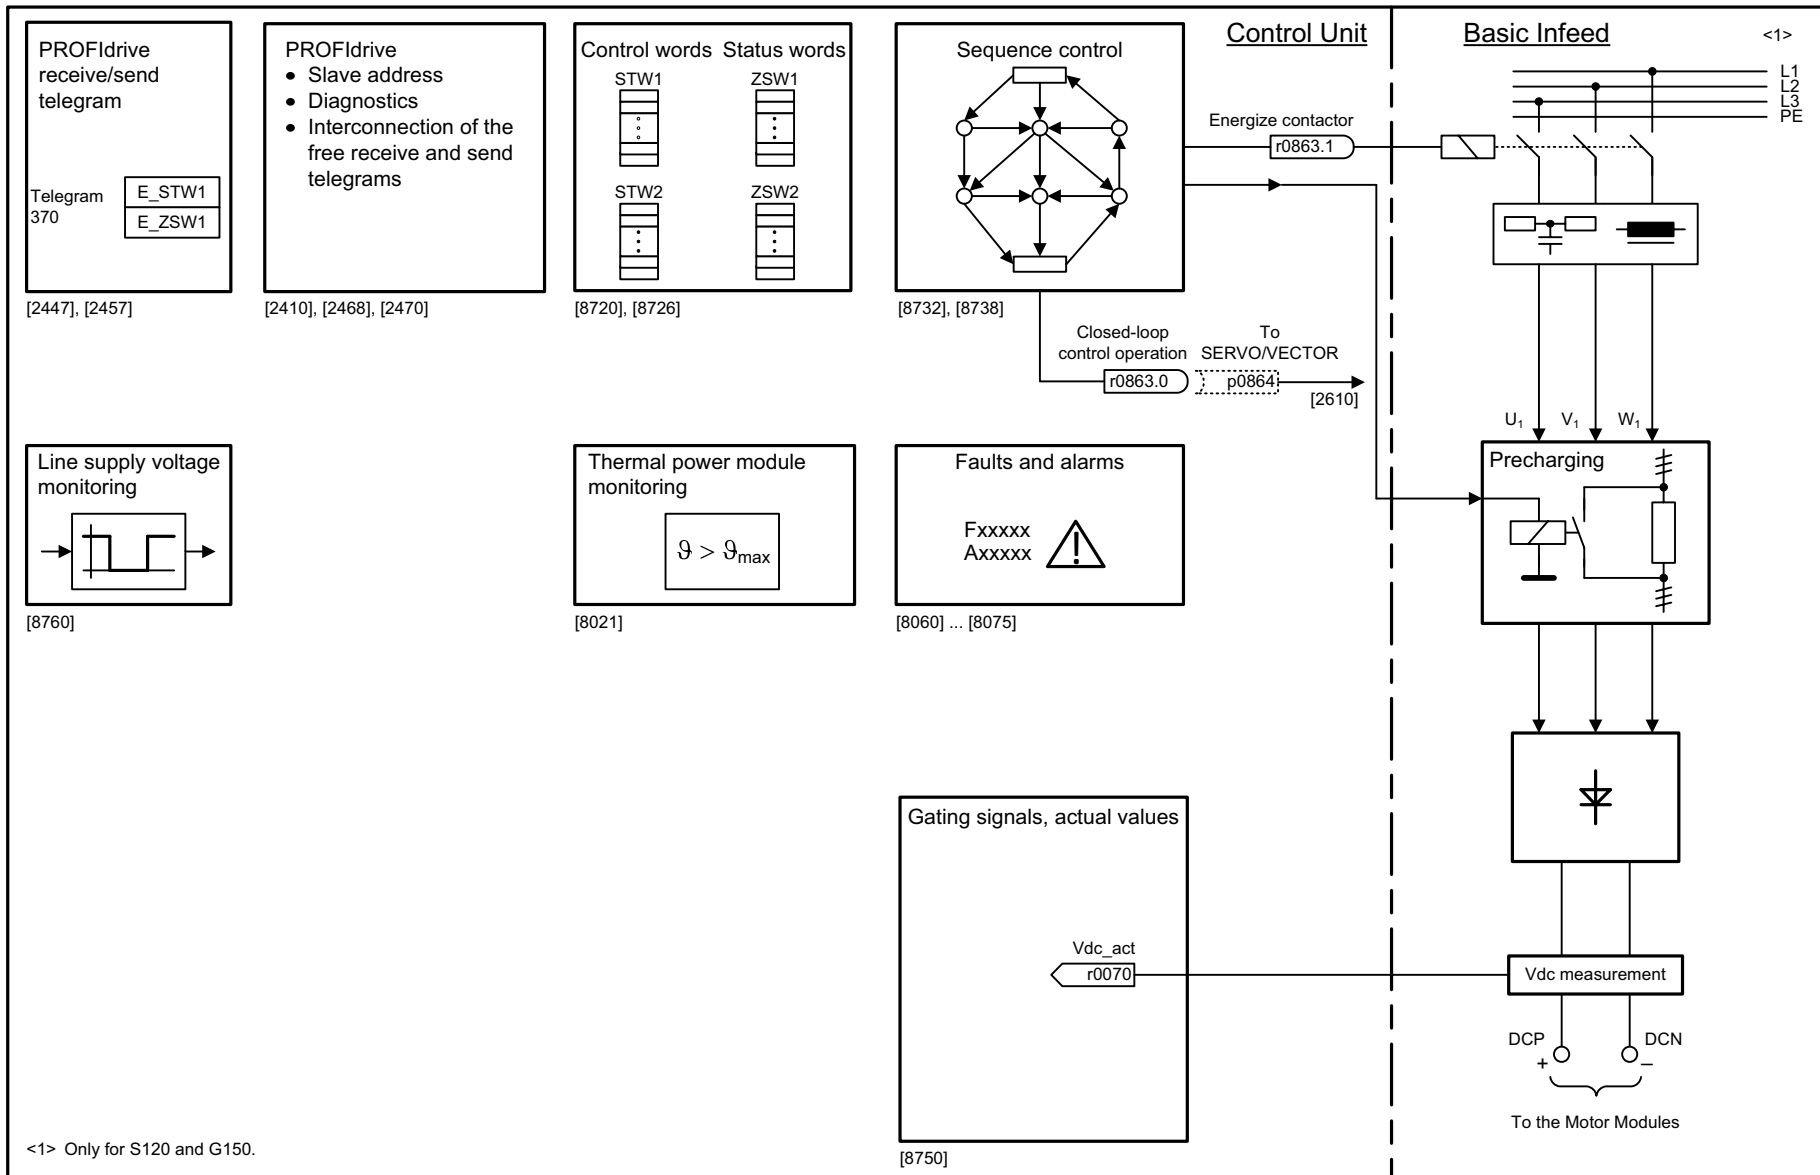 PROFIdrive
receive/send
telegram
Telegram
370
E_STW1
E_ZSW1
[2447], [2457]
PROFIdrive
• Slave address
• Diagnostics
• Interconnection of the
free receive and send
telegrams
[2410], [2468], [2470]
Control words Status words
STW1 ZSW1
STW2 ZSW2
[8720], [8726]
Sequence control
[8732], [8738]
Control Unit
Energize contactor
r0863.1
Closed-loop
control operation
r0863.0
To
SERVO/VECTOR
p0864
[2610]
Basic Infeed
<1>
L1
L2
L3
PE
U1 V1 W1
Precharging
Line supply voltage
monitoring
[8760]
Thermal power module
monitoring
ϑ > ϑmax
[8021]
Faults and alarms
Fxxxxx
Axxxxx
!
[8060] ... [8075]
Gating signals, actual values
Vdc_act
r0070
[8750]
Vdc measurement
DCP DCN
+ –
To the Motor Modules
<1> Only for S120 and G150.